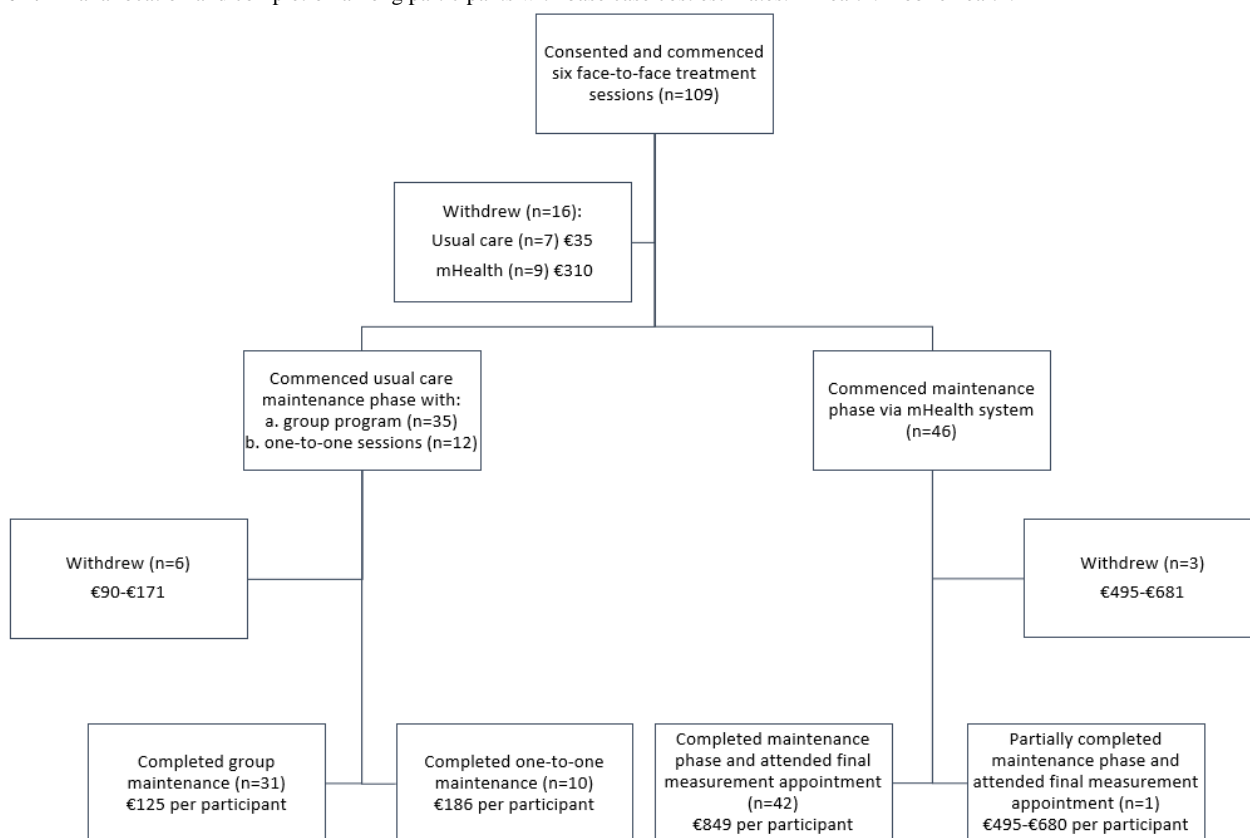 Consented and commenced
six face-to-face treatment
sessions (n=109)
Withdrew (n=16):
Usual care (n=7) €35
mHealth (n=9) €310
Commenced usual care
maintenance phase with:
a. group program (n=35)
b. one-to-one sessions (n=12)
Commenced maintenance
phase via mHealth system
(n=46)
Withdrew (n=6)
€90-€171
Withdrew (n=3)
€495-€681
Completed group
maintenance (n=31)
€125 per participant
Completed one-to-one
maintenance (n=10)
€186 per participant
Completed maintenance
phase and attended final
measurement appointment
(n=42)
€849 per participant
Partially completed
maintenance phase and
attended final measurement
appointment (n=1)
€495-€680 per participant